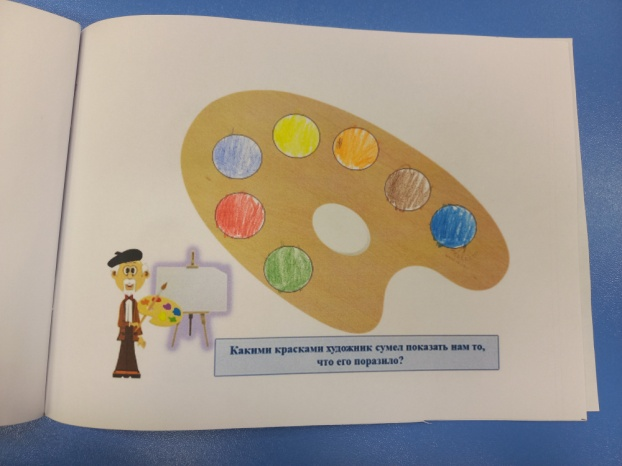 Какими красками художник сумел показать нам то,
что его поразило?